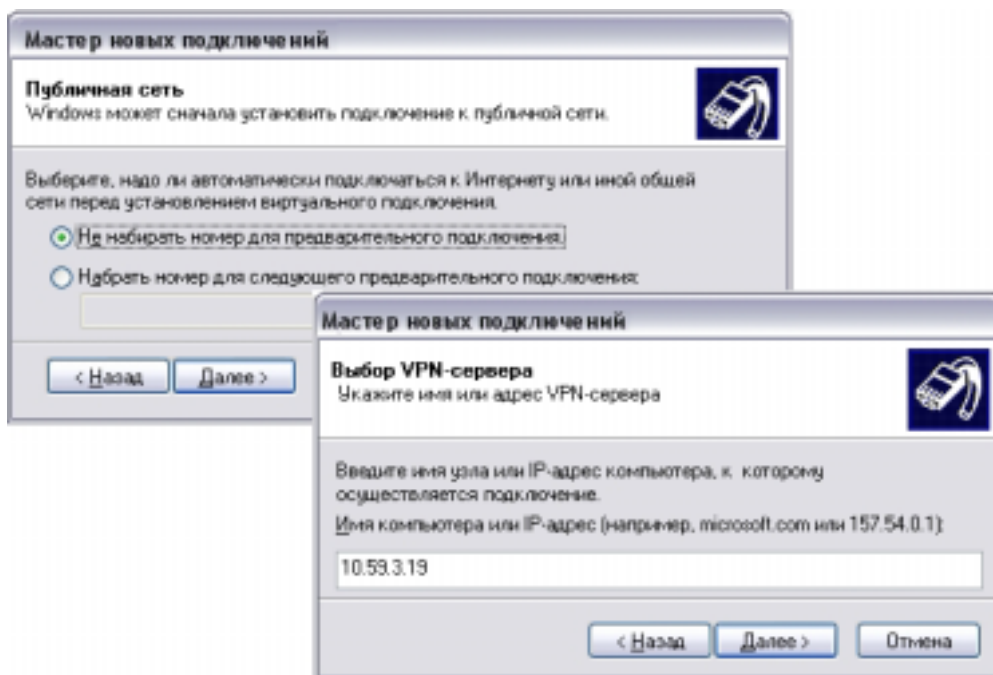 Мастер новых подключений
Публичная сеть
Windows может сначала установить подключение к публичной сети.
Выберите, надо ли автоматически подключаться к Интернету или иной общей
сети перед установлением виртуального подключения.
Не набирать номер для предварительного подключения.
Набрать номер для следующего предварительного подключения:
< Назад
Далее >
Мастер новых подключений
Выбор VPN-сервера
Укажите имя или адрес VPN-сервера
Введите имя узла или IP-адрес компьютера, к которому
осуществляется подключение.
Имя компьютера или IP-адрес (например, microsoft.com или 157.54.0.1):
10.59.3.19
< Назад
Далее >
Отмена